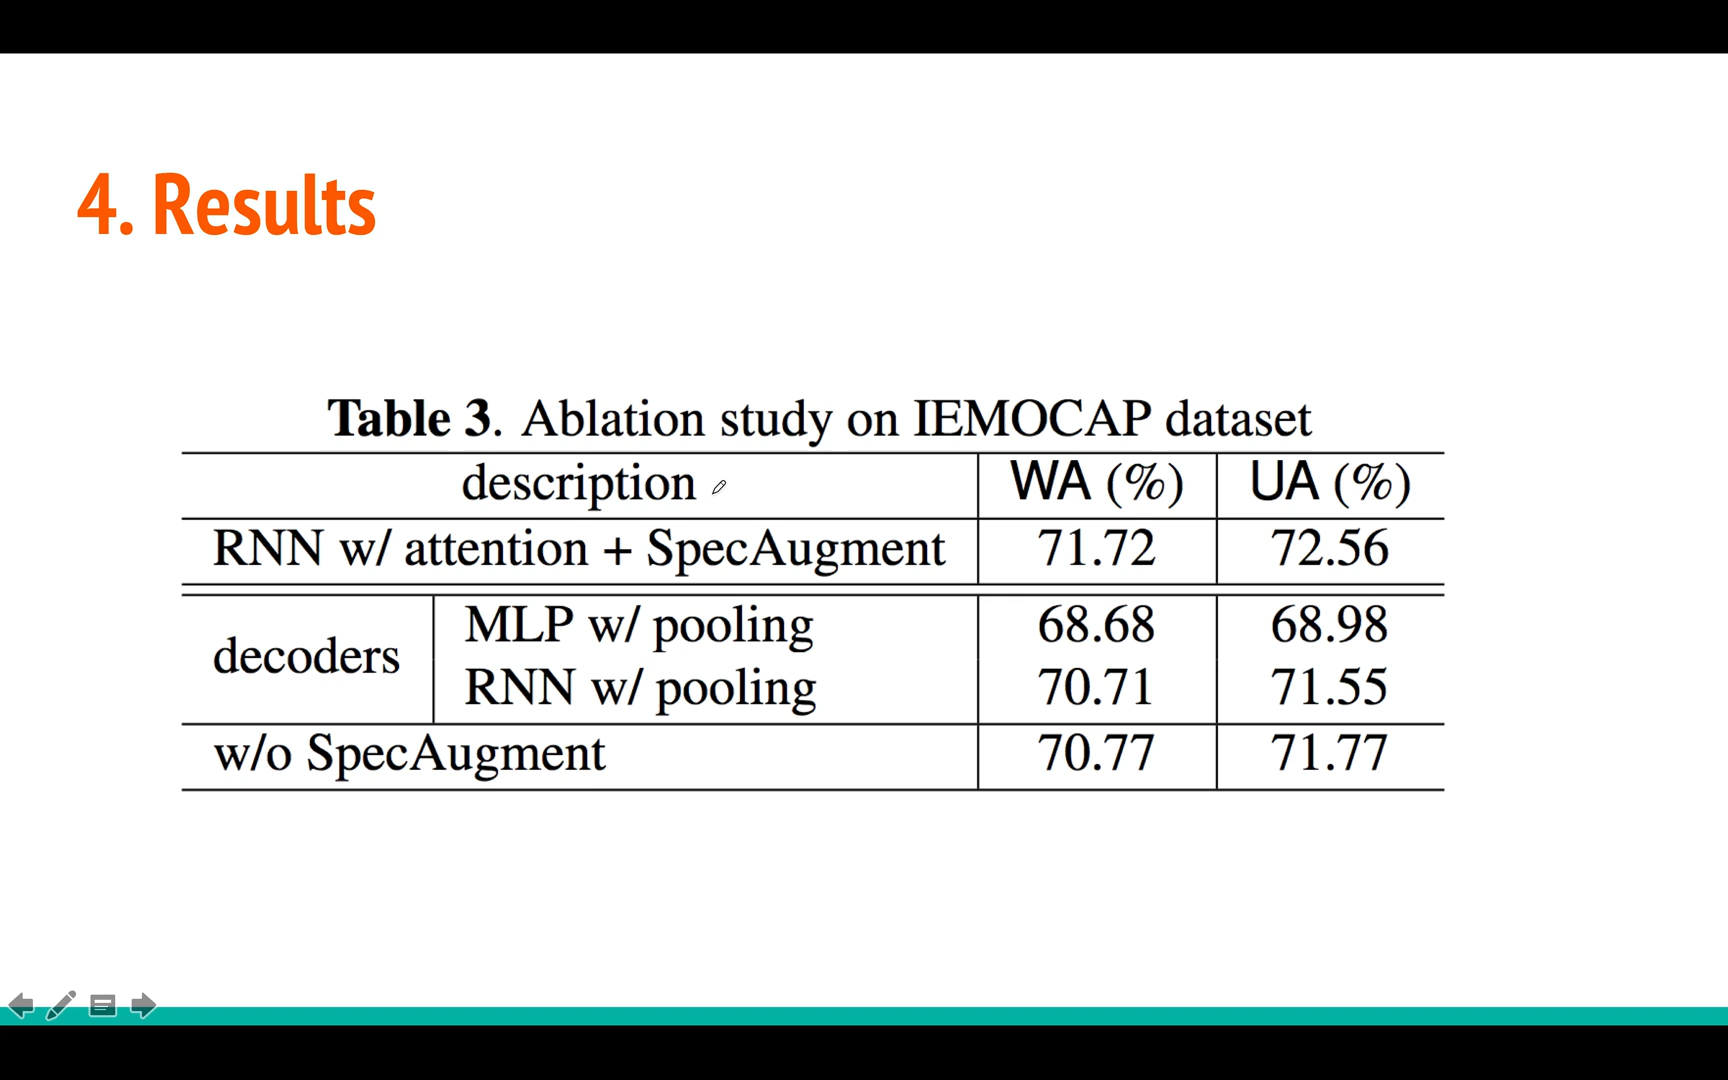 4. Results
Table 3. Ablation study on IEMOCAP dataset
description WA (%) UA (%)
RNN w/ attention + SpecAugment 71.72 72.56
decoders MLP w/ pooling 68.68 68.98
RNN w/ pooling 70.71 71.55
w/o SpecAugment 70.77 71.77